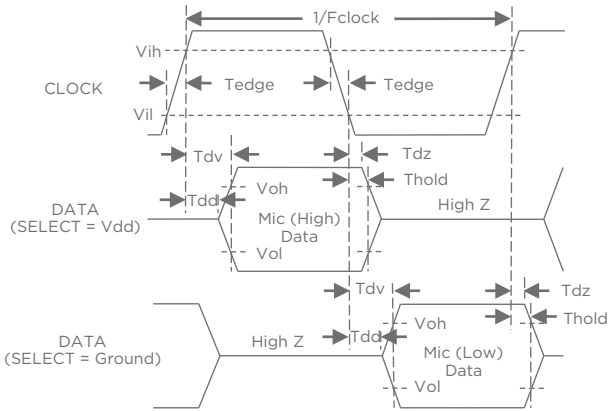 1/Fclock
Vih
CLOCK
Tedge
Tedge
Vil
Tdv
Tdz
Voh
Thold
Tdd
DATA
(SELECT = Vdd)
Mic (High)
Data
High Z
Vol
Tdv
Tdz
Voh
Thold
Tdd
DATA
(SELECT = Ground)
High Z
Mic (Low)
Data
Vol